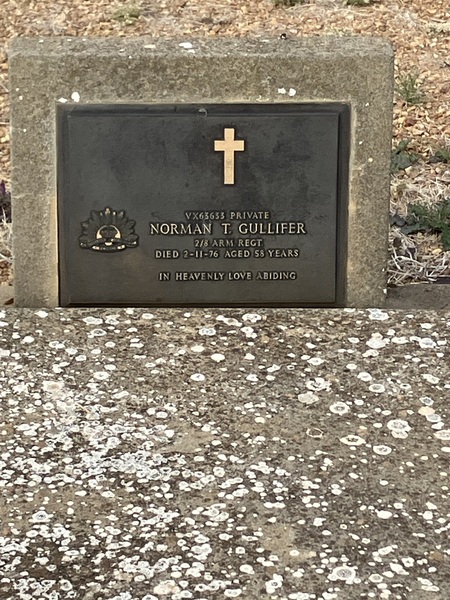 VX63653 PRIVATE
NORMAN T. GULLIFER
2/8 ARM REGT
DIED 2-11-76 AGED 58 YEARS
IN HEAVENLY LOVE ABIDING